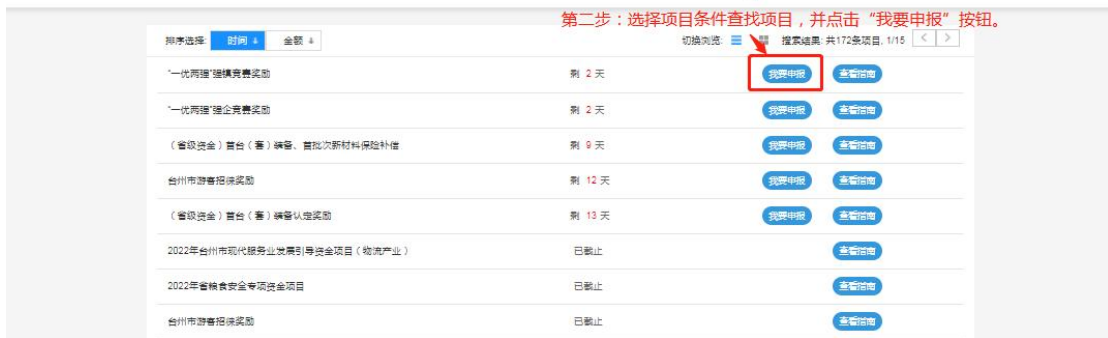 第二步：选择项目条件查找项目，并点击“我要申报”按钮。
排序选择: 时间 金额 切换浏览: 搜索结果: 共172条项目, 1/15 < >
“一优两强”强镇竞赛奖励 剩 2 天 我要申报 查看指南
“一优两强”强企竞赛奖励 剩 2 天 我要申报 查看指南
（省级资金）首台（套）装备、首批次新材料保险补偿 剩 9 天 我要申报 查看指南
台州市游客招徕奖励 剩 12 天 我要申报 查看指南
（省级资金）首台（套）装备认定奖励 剩 13 天 我要申报 查看指南
2022年台州市现代服务业发展引导资金项目（物流产业） 已截止 查看指南
2022年省粮食安全专项资金项目 已截止 查看指南
台州市游客招徕奖励 已截止 查看指南